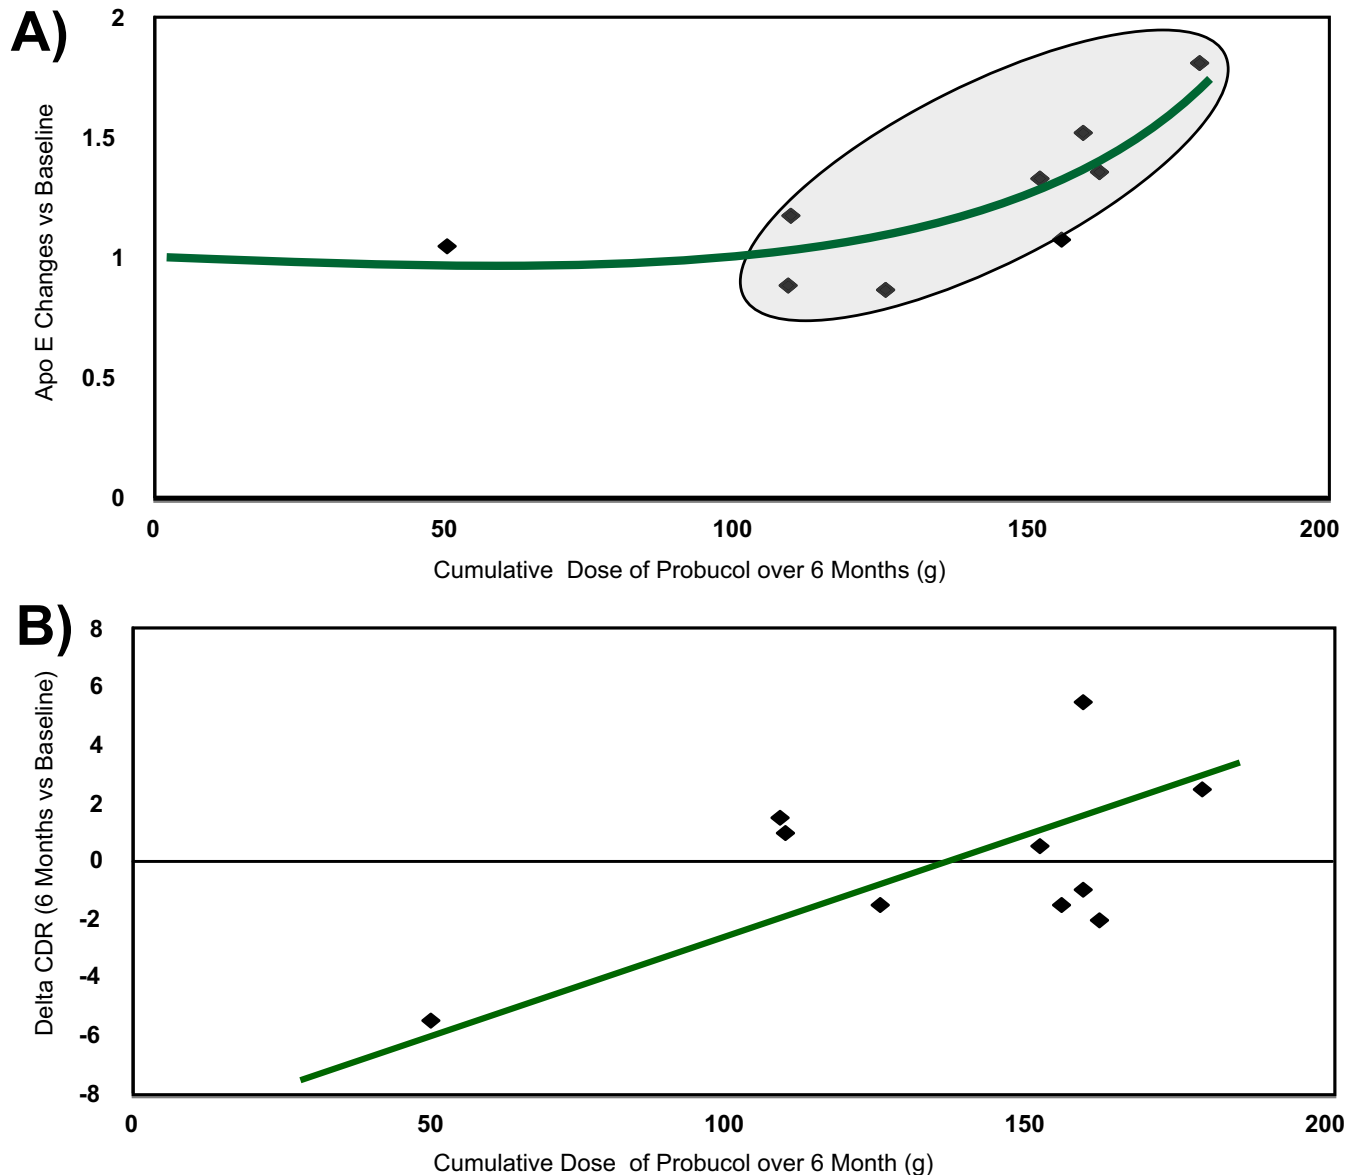 A)
Apo E Changes vs Baseline
2
1.5
1
0.5
0
0 50 100 150 200
Cumulative Dose of Probucol over 6 Months (g)
B)
Delta CDR (6 Months vs Baseline)
8
6
4
2
0
-2
-4
-6
-8
0 50 100 150 200
Cumulative Dose of Probucol over 6 Month (g)